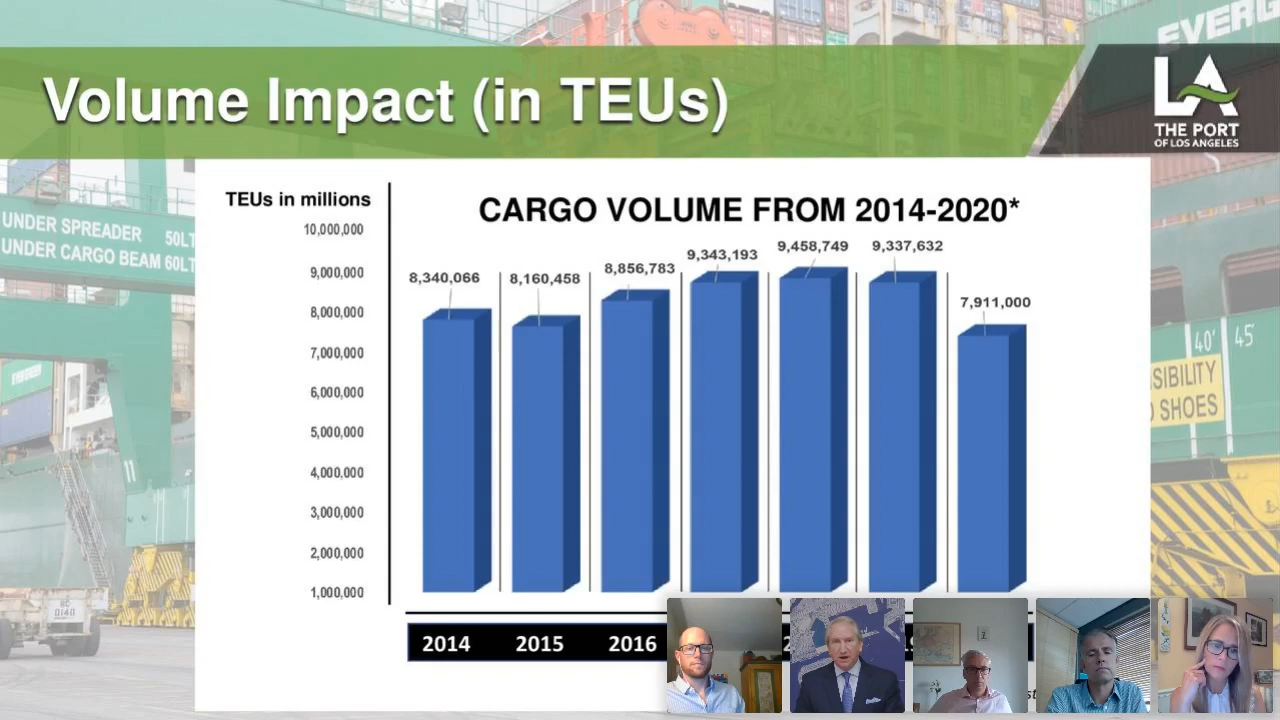 EVERG
Volume Impact (in TEUs)
LA
THE PORT
OF LOS ANGELES
TEUs in millions
CARGO VOLUME FROM 2014-2020*
10,000,000
9,000,000
8,000,000
7,000,000
6,000,000
5,000,000
4,000,000
3,000,000
2,000,000
1,000,000
8,340,066
8,160,458
8,856,783
9,343,193
9,458,749
9,337,632
7,911,000
2014 2015 2016
UNDER SPREADER 50LT
UNDER CARGO BEAM 60LT
11
40' 45'
SIBILITY
SHOES